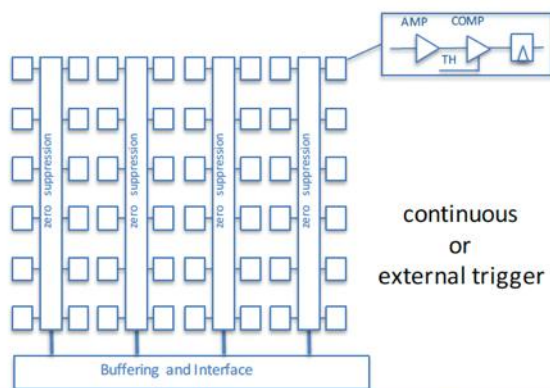 AMP COMP
TH
zero suppression
zero suppression
zero suppression
zero suppression
continuous
or
external trigger
Buffering and Interface